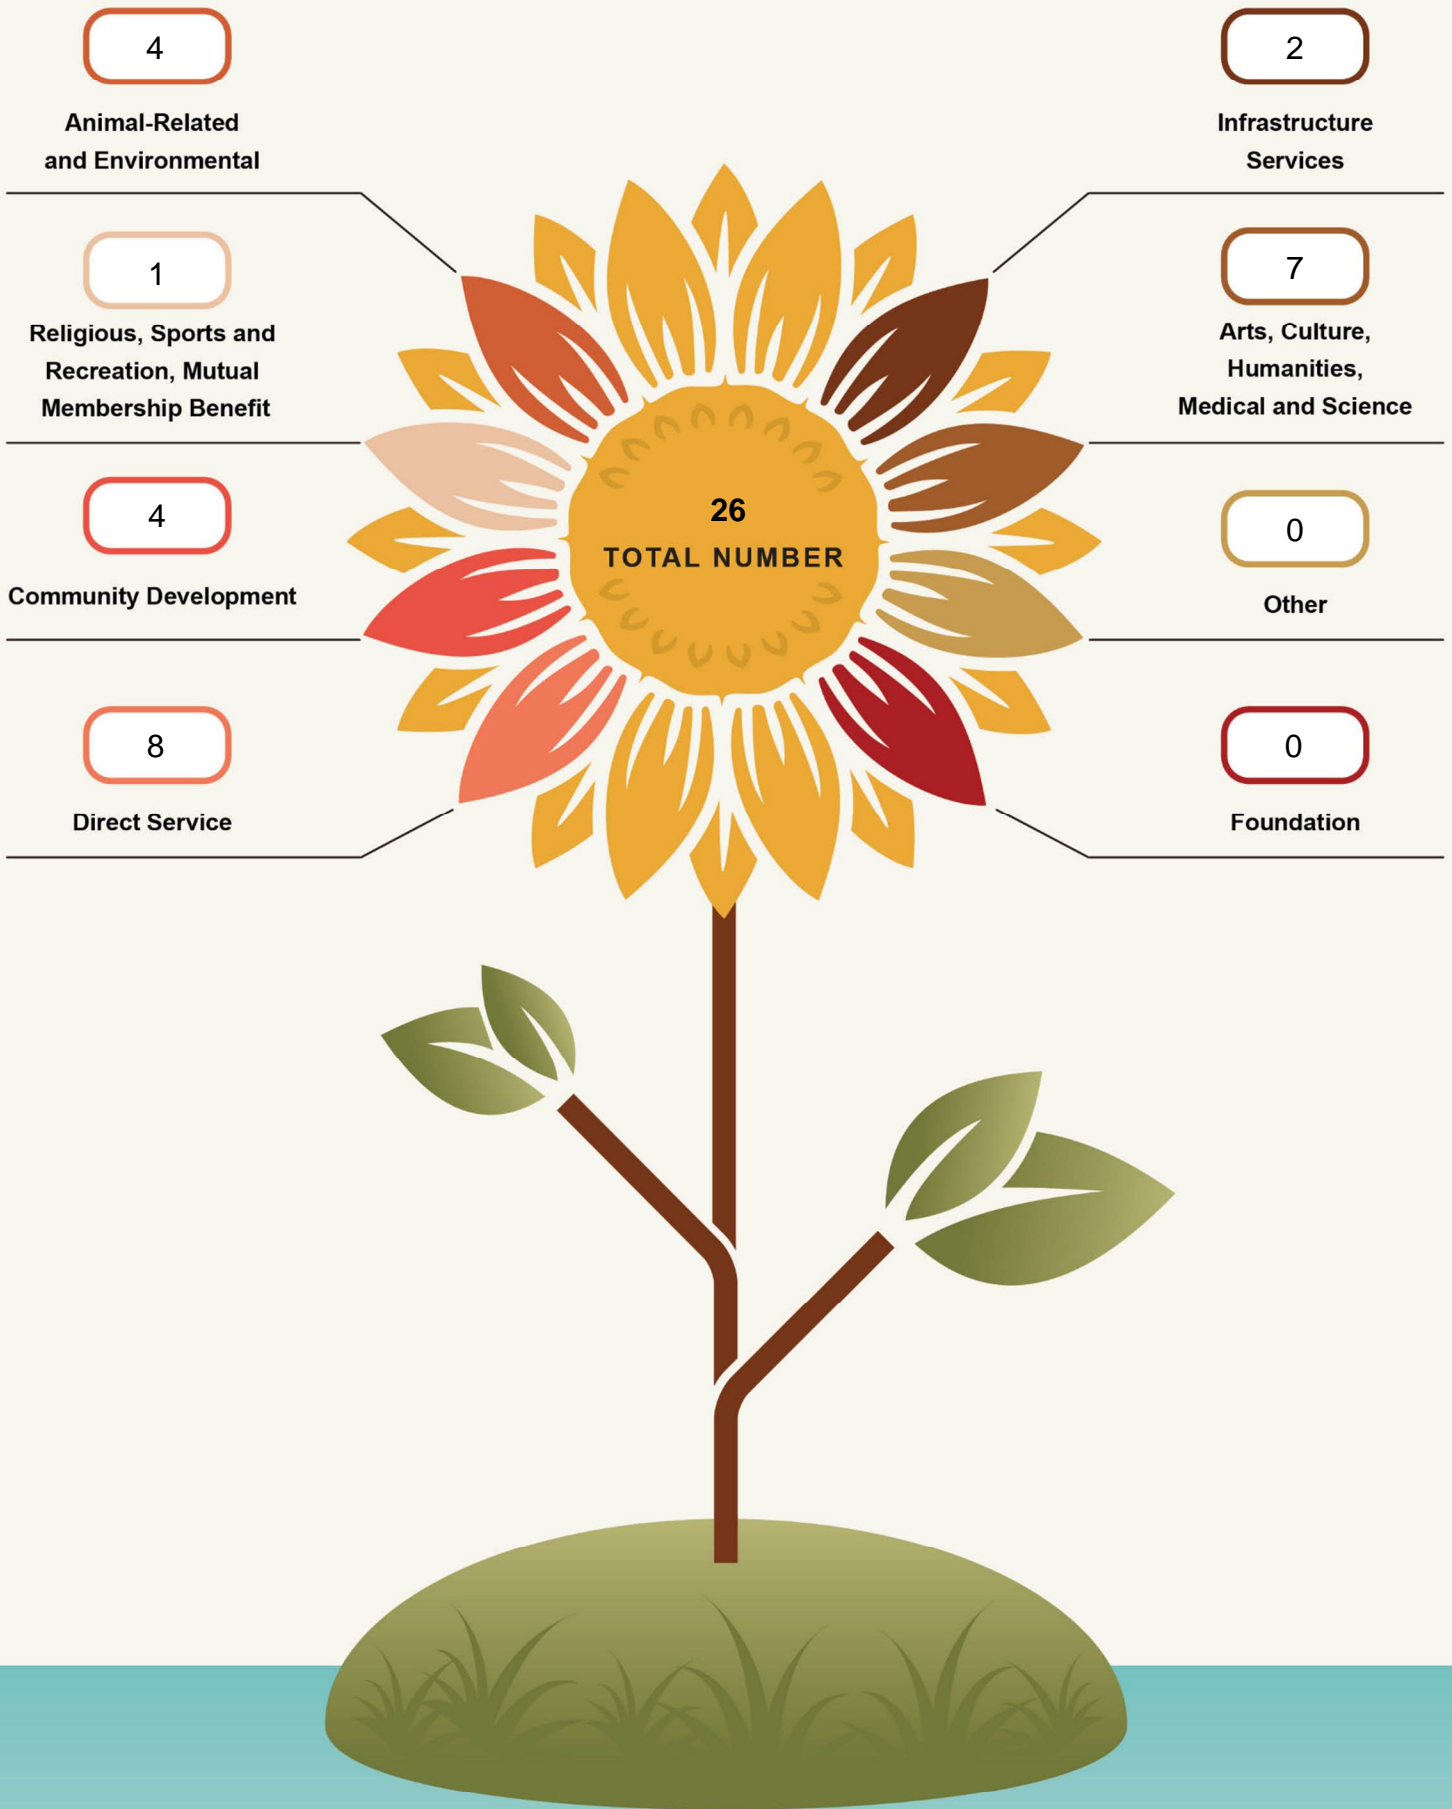 4
Animal-Related
and Environmental
1
Religious, Sports and
Recreation, Mutual
Membership Benefit
4
Community Development
8
Direct Service
26
TOTAL NUMBER
2
Infrastructure
Services
7
Arts, Culture,
Humanities,
Medical and Science
0
Other
0
Foundation